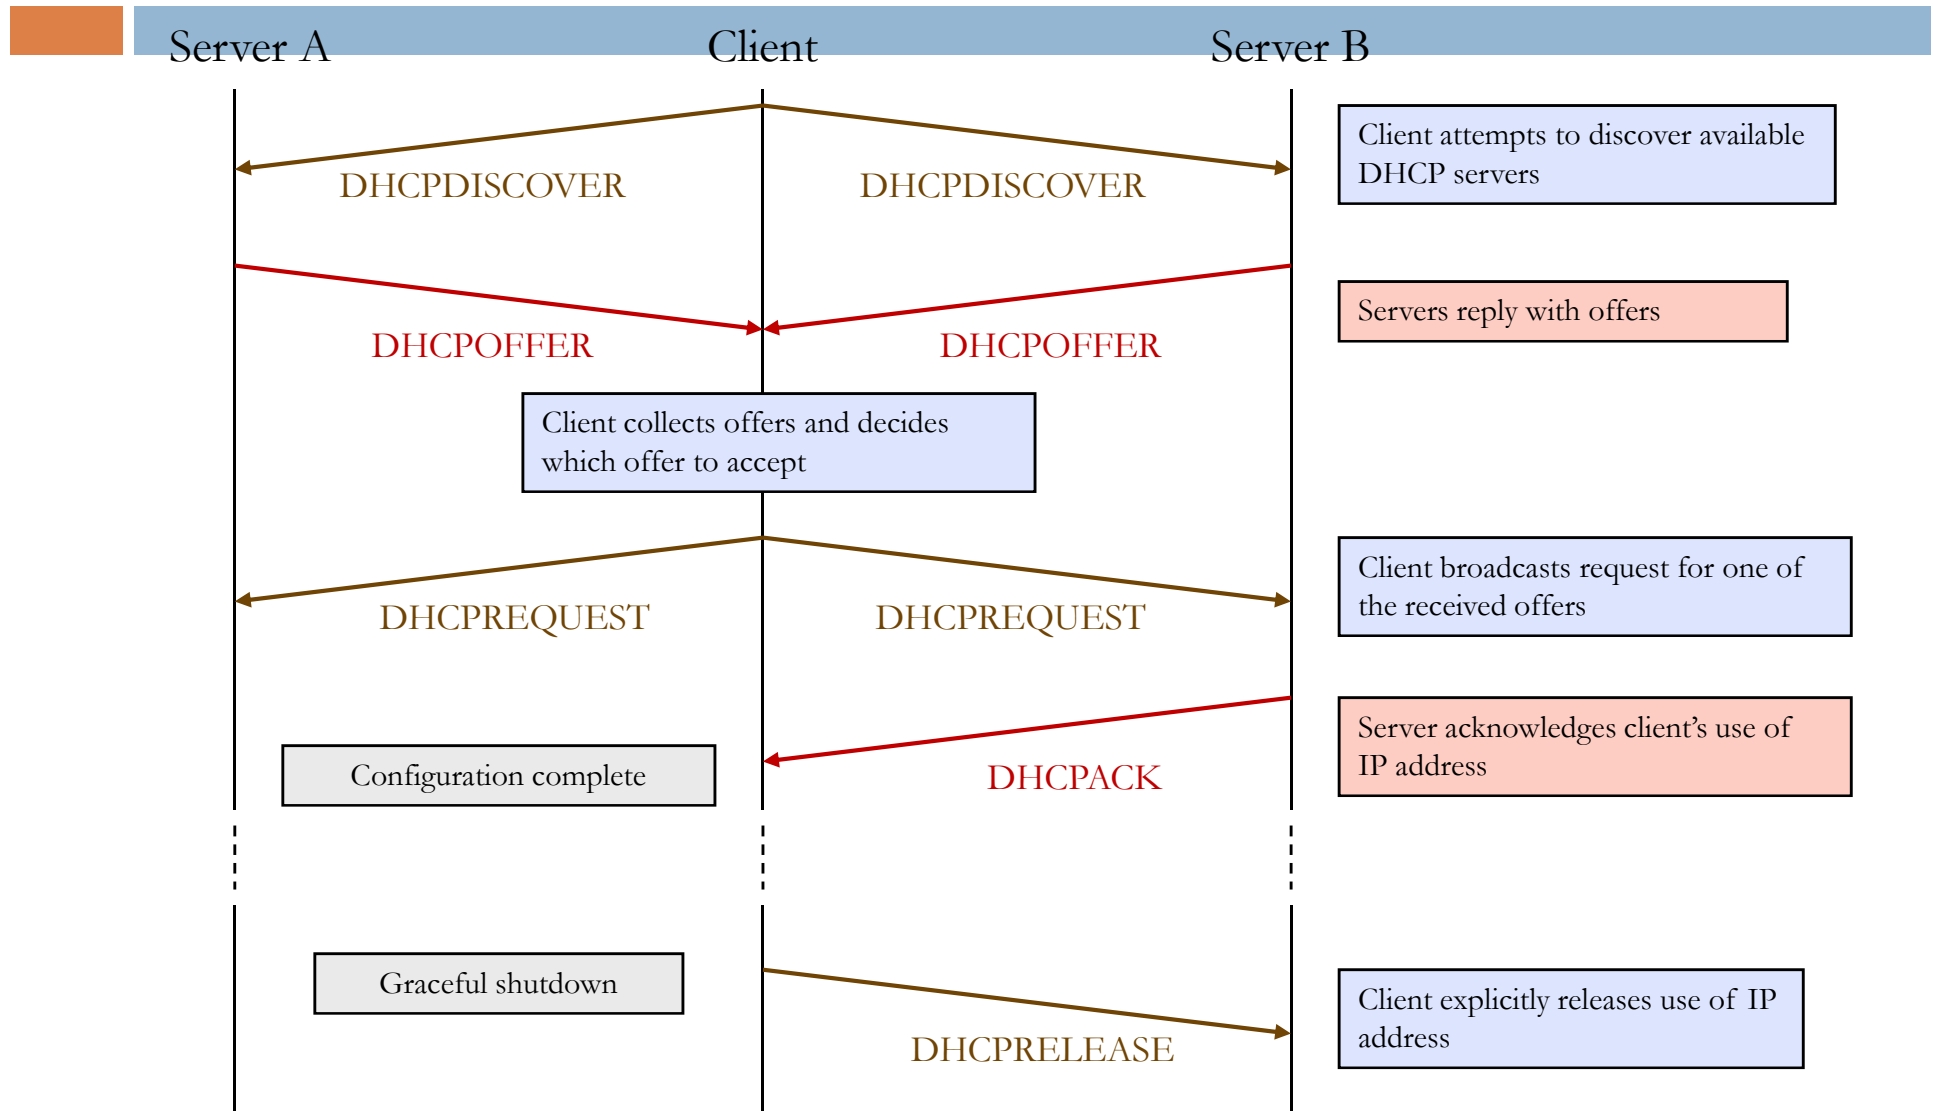 Server A
Client
Server B
DHCPDISCOVER
DHCPDISCOVER
Client attempts to discover available
DHCP servers
DHCPOFFER
DHCPOFFER
Servers reply with offers
Client collects offers and decides
which offer to accept
DHCPREQUEST
DHCPREQUEST
Client broadcasts request for one of
the received offers
Configuration complete
DHCPACK
Server acknowledges client’s use of
IP address
Graceful shutdown
DHCPRELEASE
Client explicitly releases use of IP
address